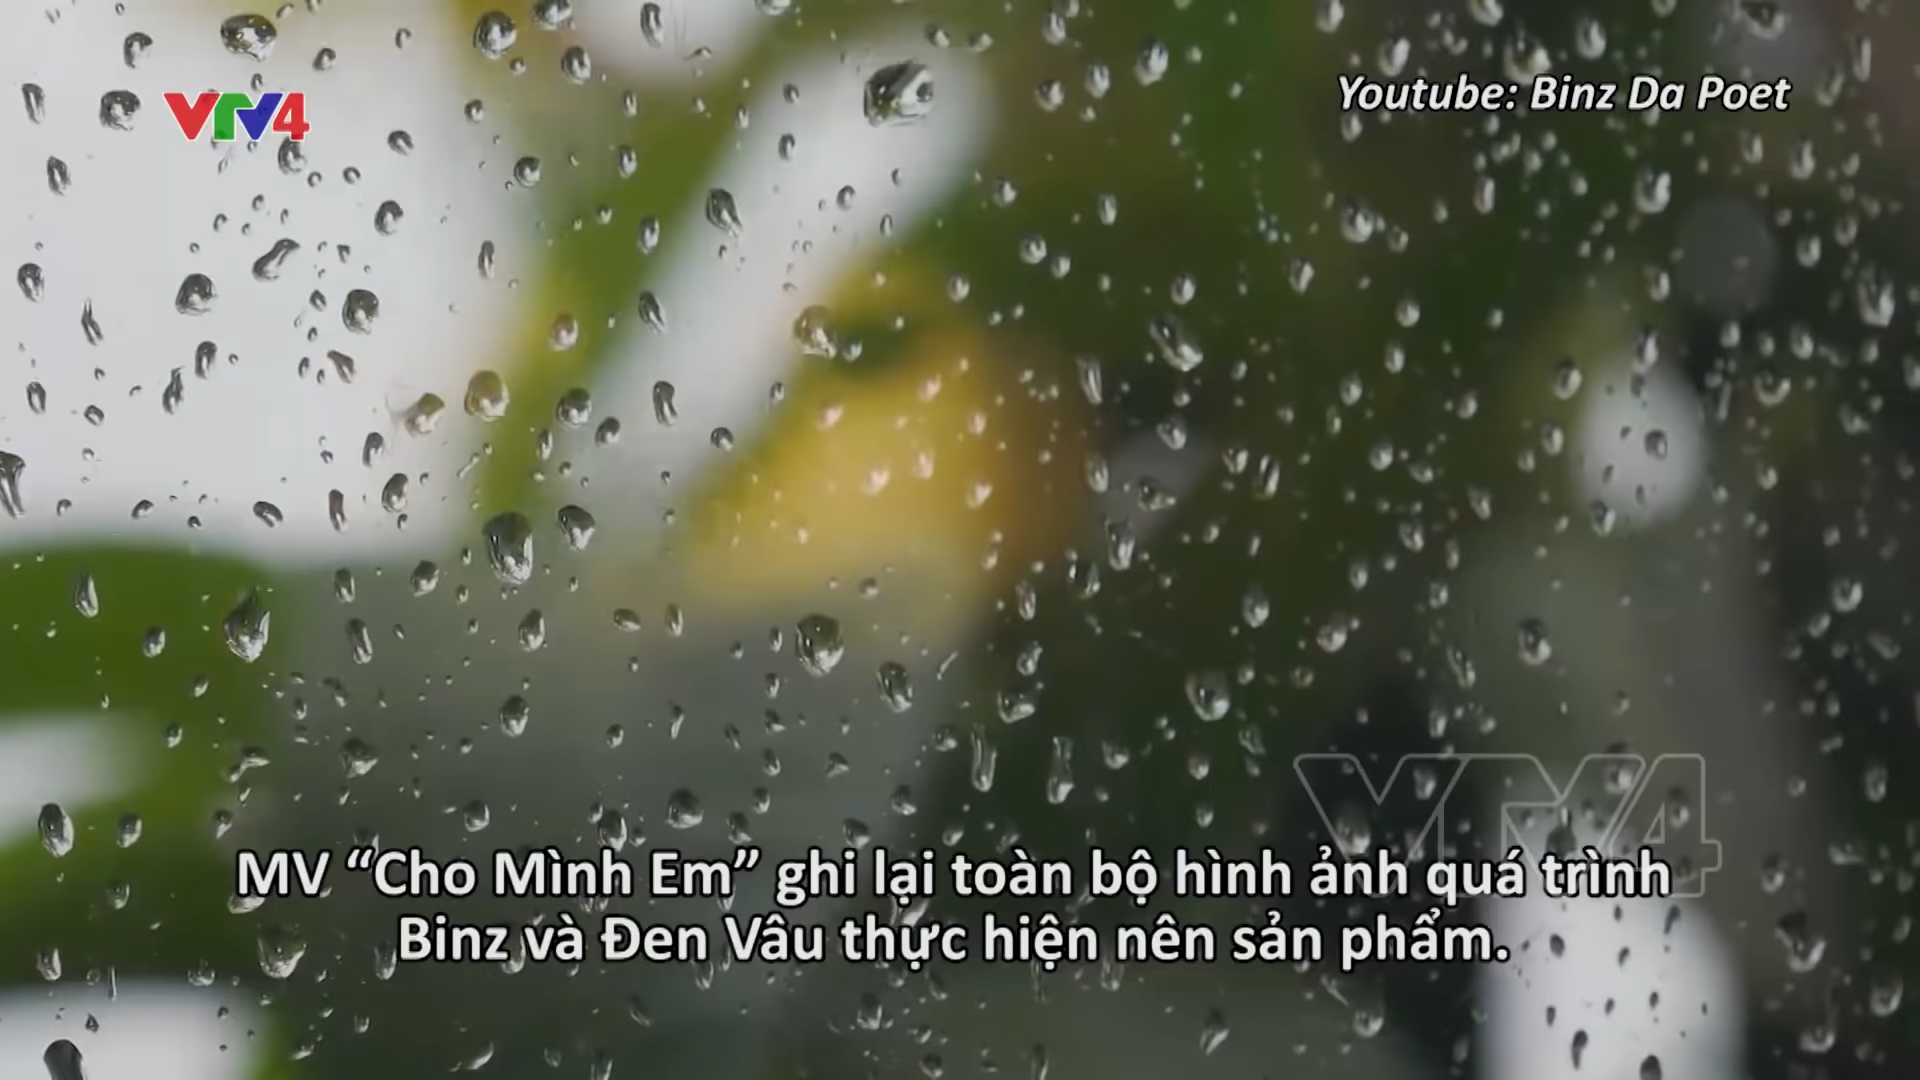 VTV4
Youtube: Binz Da Poet
VTV4
MV “Cho Mình Em” ghi lại toàn bộ hình ảnh quá trình
Binz và Đen Vâu thực hiện nên sản phẩm.